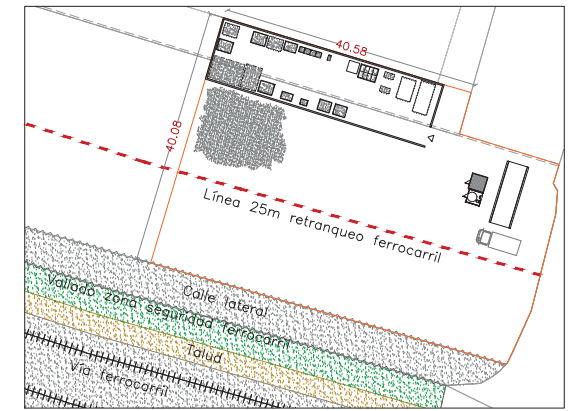 40.58
40.08
Línea 25m retranqueo ferrocarril
Calle lateral
Vallado zona seguridad ferrocarril
Talud
Vía ferrocarril